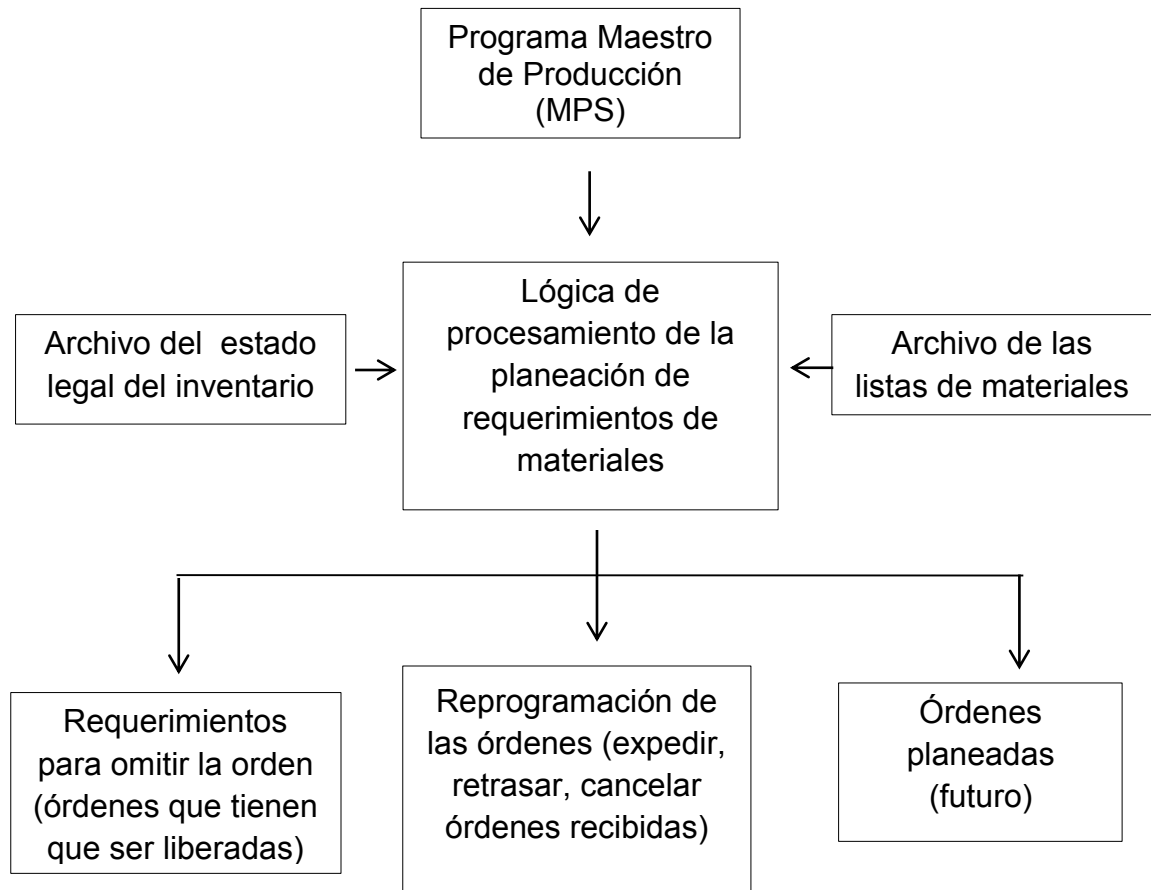 Programa Maestro
de Producción
(MPS)
Archivo del estado
legal del inventario
Lógica de
procesamiento de la
planeación de
requerimientos de
materiales
Archivo de las
listas de materiales
Requerimientos
para omitir la orden
(órdenes que tienen
que ser liberadas)
Reprogramación de
las órdenes (expedir,
retrasar, cancelar
órdenes recibidas)
Órdenes
planeadas
(futuro)